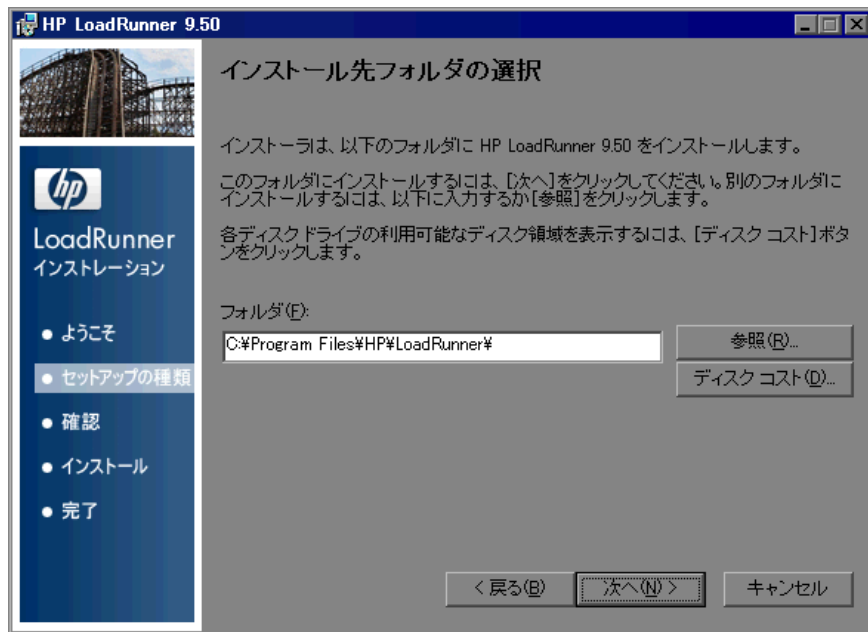 HP LoadRunner 9.50
インストール先フォルダの選択
インストーラは、以下のフォルダに HP LoadRunner 9.50 をインストールします。
このフォルダにインストールするには、[次へ]をクリックしてください。別のフォルダに
インストールするには、以下に入力するか[参照]をクリックします。
各ディスク ドライブの利用可能なディスク領域を表示するには、[ディスク コスト]ボタ
ンをクリックします。
hp
LoadRunner
インストレーション
ようこそ
セットアップの種類
確認
インストール
完了
フォルダ(F):
C:¥Program Files¥HP¥LoadRunner¥
参照(R)...
ディスク コスト(D)...
< 戻る(B)
次へ(N) >
キャンセル